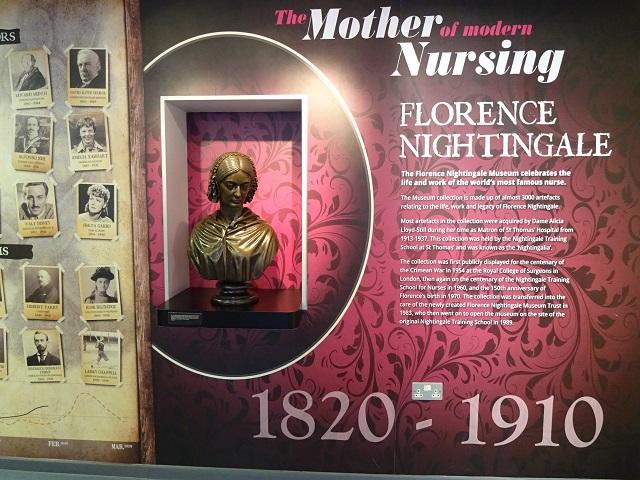 The Mother of modern
Nursing
FLORENCE
NIGHTINGALE
The Florence Nightingale Museum celebrates the
life and work of the world's most famous nurse.
The Museum collection is made up of almost 3000 artefacts
relating to the life, work and legacy of Florence Nightingale.
Most artefacts in the collection were acquired by Dame Alicia
Lloyd-Still during her time as Matron of St Thomas' Hospital from
1913-1937. This collection was held by the Nightingale Training
School at St Thomas' and was known as the 'Nightingalia'.
The collection was first publicly displayed for the centenary of
the Crimean War in 1954 at the Royal College of Surgeons in
London, then again on the centenary of the Nightingale Training
School for Nurses in 1960, and the 150th anniversary of
Florence's birth in 1970. The collection was transferred into the
care of the newly created Florence Nightingale Museum Trust in
1983, who then went on to open the museum on the site of the
original Nightingale Training School in 1989.
1820 - 1910
ORS
AMELIA
WALT DISNEY
GRETA GARBO
LARRY CHAPPELL
FEB.
MAR.